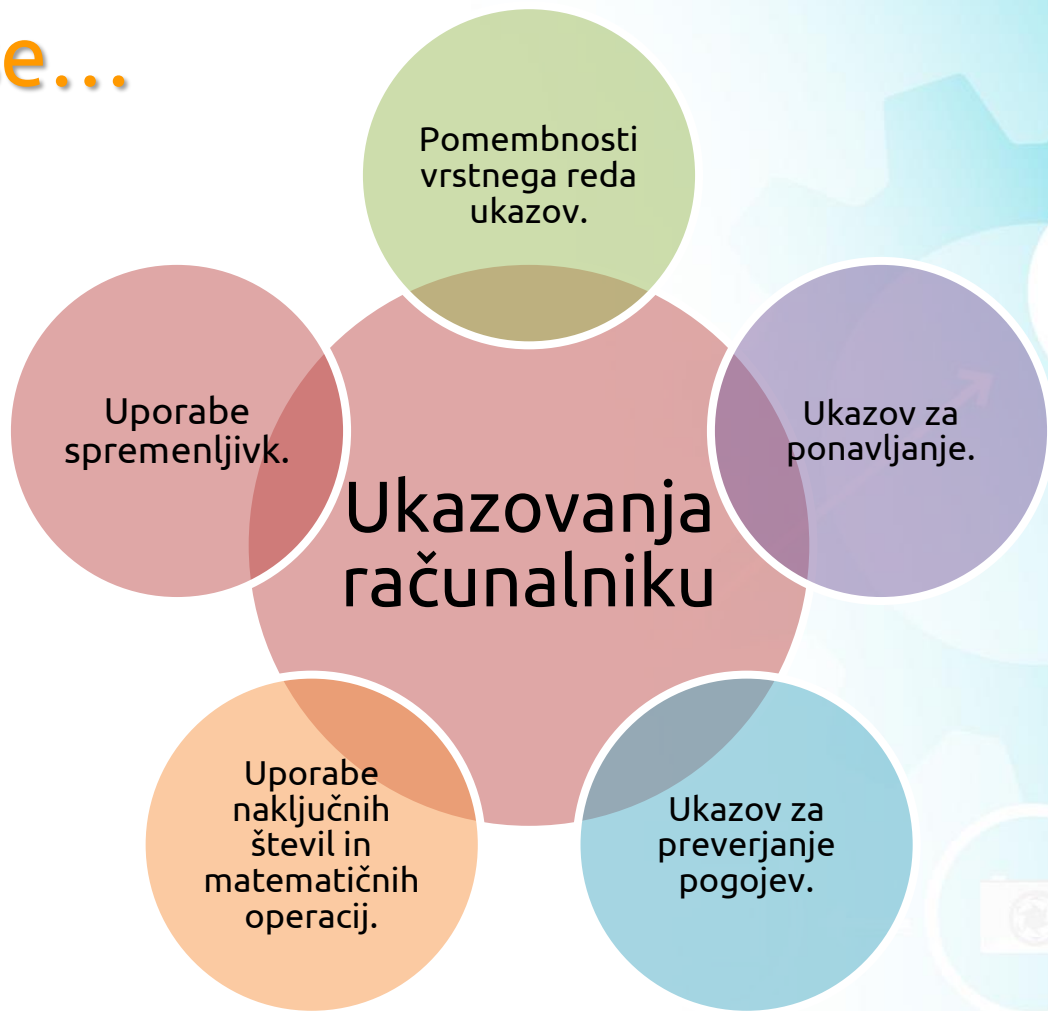 e...
Pomembnosti
vrstnega reda
ukazov.
Uporabe
spremenljivk.
Ukazov za
ponavljanje.
Ukazovanja
računalniku
Uporabe
naključnih
števil in
matematičnih
operacij.
Ukazov za
preverjanje
pogojev.